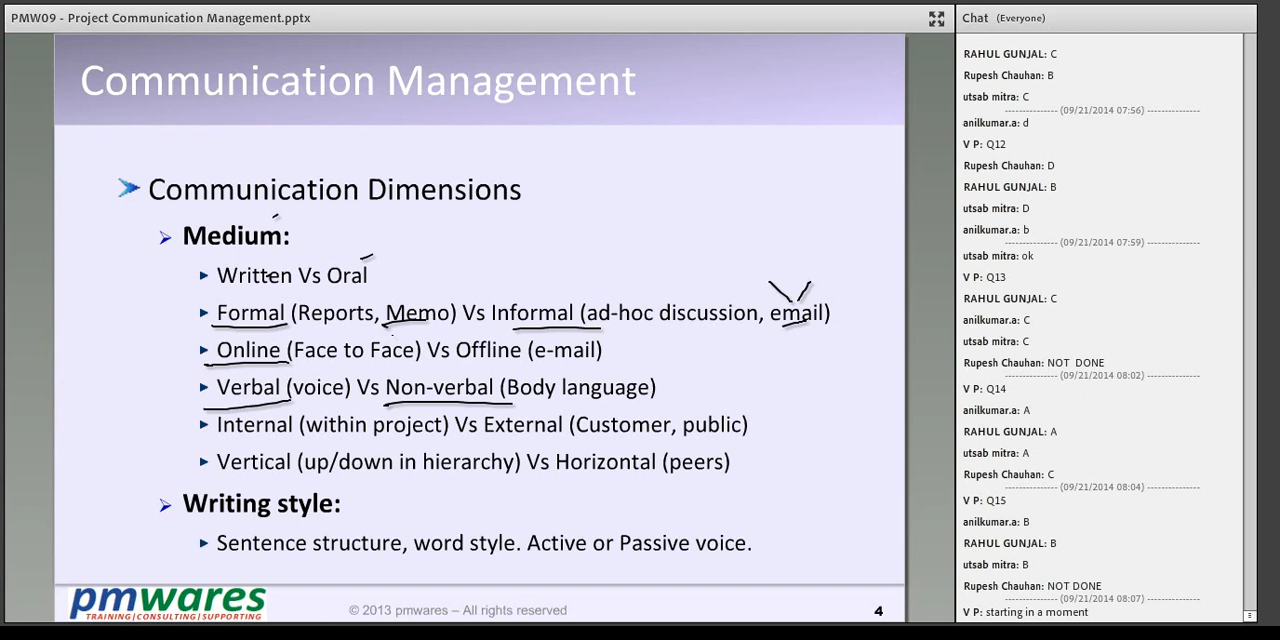 PMW09 - Project Communication Management.pptx
Communication Management
Communication Dimensions
Medium:
Written Vs Oral
Formal (Reports, Memo) Vs Informal (ad-hoc discussion, email)
Online (Face to Face) Vs Offline (e-mail)
Verbal (voice) Vs Non-verbal (Body language)
Internal (within project) Vs External (Customer, public)
Vertical (up/down in hierarchy) Vs Horizontal (peers)
Writing style:
Sentence structure, word style. Active or Passive voice.
pmwares
TRAINING|CONSULTING|SUPPORTING
© 2013 pmwares – All rights reserved
4
Chat (Everyone)
RAHUL GUNJAL: C
Rupesh Chauhan: B
utsab mitra: C
--------------- (09/21/2014 07:56) ---------------
anilkumar.a: d
V P: Q12
Rupesh Chauhan: D
RAHUL GUNJAL: B
utsab mitra: D
anilkumar.a: b
--------------- (09/21/2014 07:59) ---------------
utsab mitra: ok
V P: Q13
RAHUL GUNJAL: C
anilkumar.a: C
utsab mitra: C
Rupesh Chauhan: NOT DONE
--------------- (09/21/2014 08:02) ---------------
V P: Q14
anilkumar.a: A
RAHUL GUNJAL: A
utsab mitra: A
Rupesh Chauhan: C
--------------- (09/21/2014 08:04) ---------------
V P: Q15
anilkumar.a: B
RAHUL GUNJAL: B
utsab mitra: B
Rupesh Chauhan: NOT DONE
--------------- (09/21/2014 08:07) ---------------
V P: starting in a moment